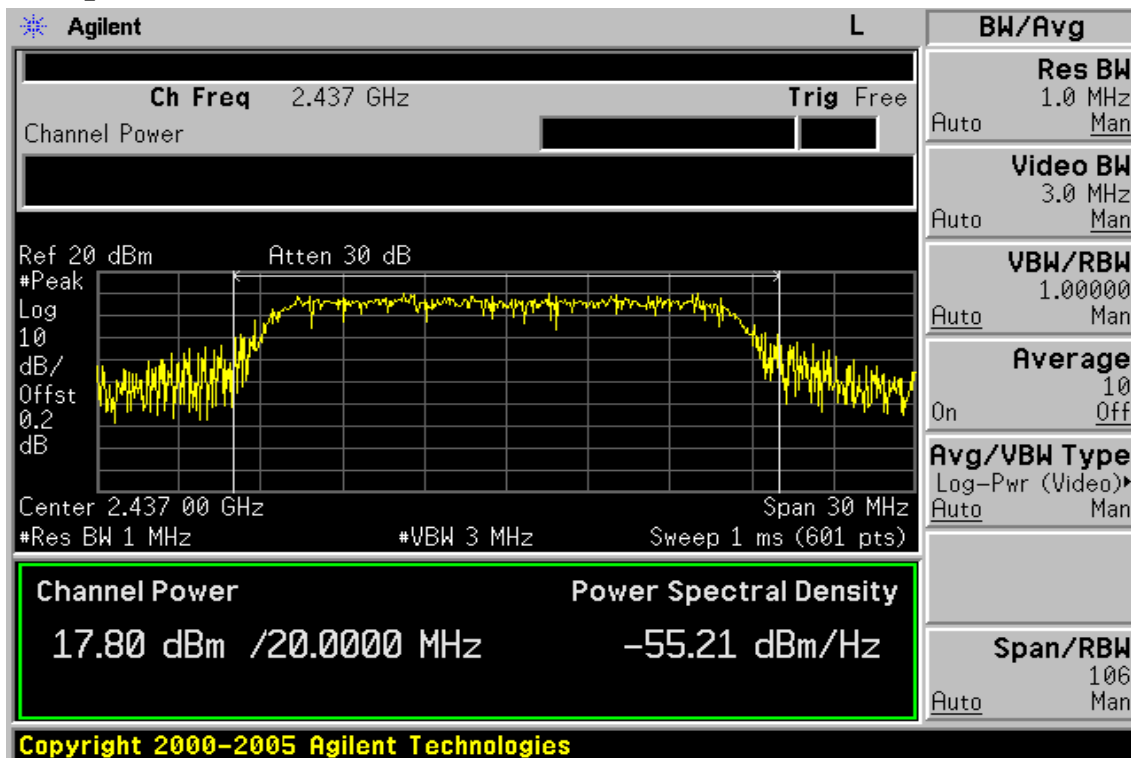 Agilent L
Ch Freq 2.437 GHz Trig Free
Channel Power
Ref 20 dBm Atten 30 dB
#Peak
Log
10
dB/
Offst
0.2
dB
Center 2.437 00 GHz Span 30 MHz
#Res BW 1 MHz #VBW 3 MHz Sweep 1 ms (601 pts)
Channel Power Power Spectral Density
17.80 dBm /20.0000 MHz -55.21 dBm/Hz
Copyright 2000-2005 Agilent Technologies
BW/Avg
Res BW
1.0 MHz
Auto Man
Video BW
3.0 MHz
Auto Man
VBW/RBW
1.00000
Auto Man
Average
10
On Off
Avg/VBW Type
Log-Pwr (Video)
Auto Man
Span/RBW
106
Auto Man